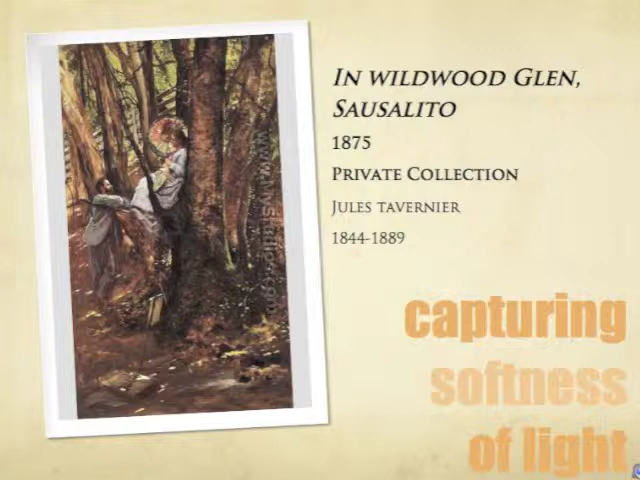 In wildwood Glen,
Sausalito
1875
Private Collection
Jules tavernier
1844-1889
capturing
softness
of light